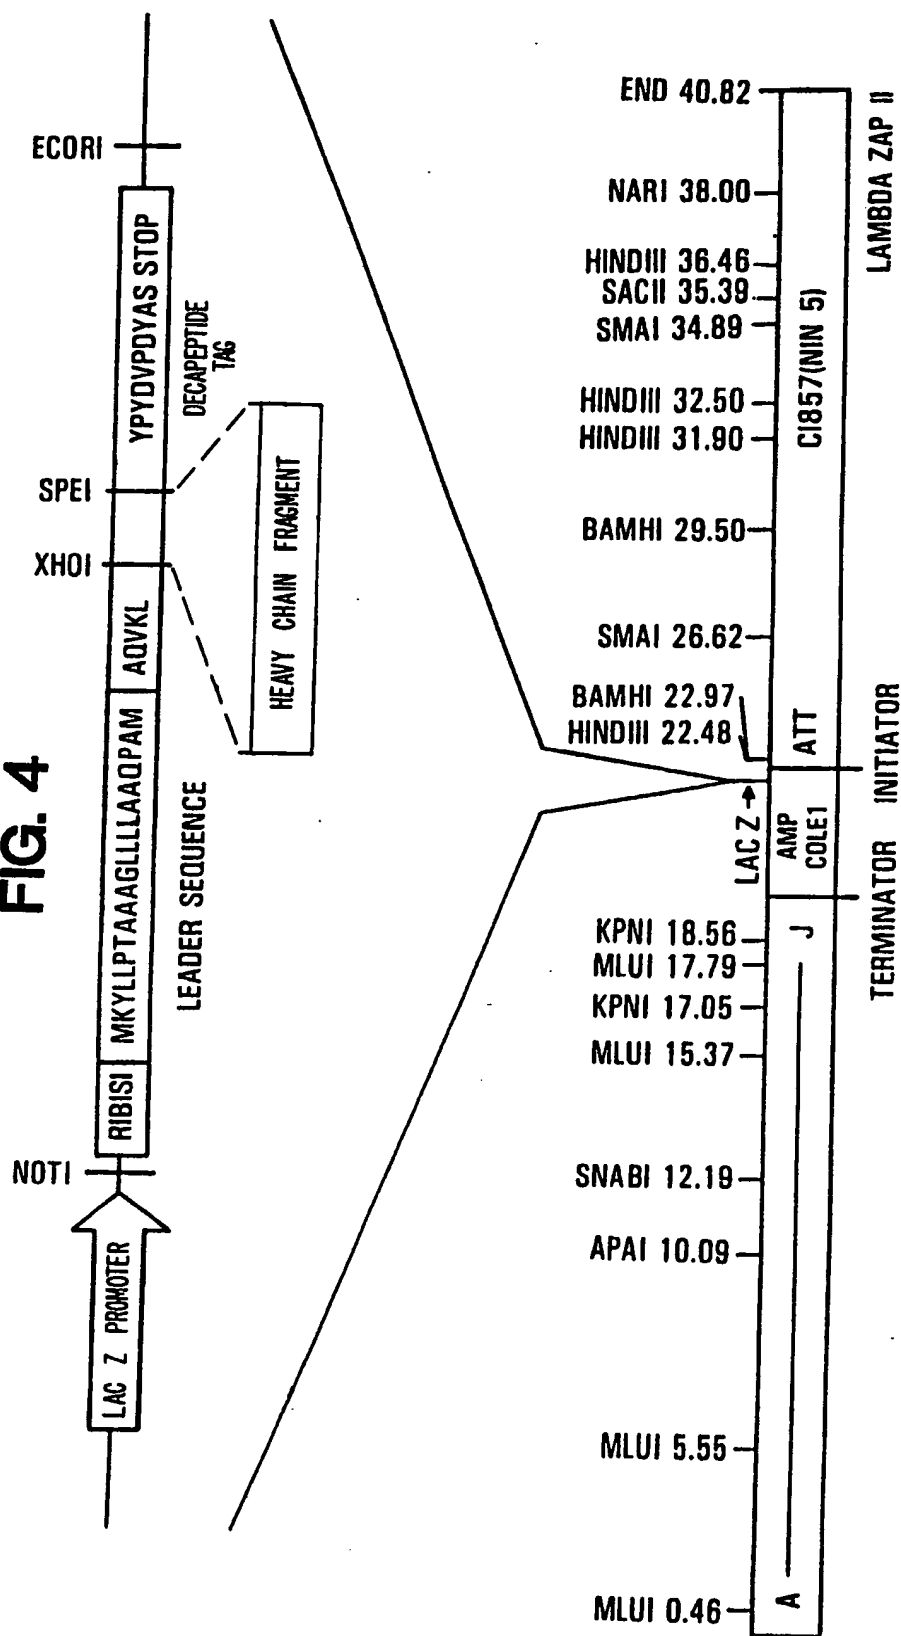 FIG. 4
LAC Z PROMOTER
NOTI
RIBISI
MKYLLPTAAAGLLLLAAQPAM
AQVKL
XHOI
SPEI
YPYDVPDYAS STOP
ECORI
LEADER SEQUENCE
DECAPEPTIDE
TAG
HEAVY CHAIN FRAGMENT
MLUI 0.46
MLUI 5.55
APAI 10.09
SNABI 12.19
MLUI 15.37
KPNI 17.05
MLUI 17.79
KPNI 18.56
LAC Z
HINDIII 22.48
BAMHI 22.97
SMAI 26.62
BAMHI 29.50
HINDIII 31.90
HINDIII 32.50
SMAI 34.89
SACII 35.39
HINDIII 36.46
NARI 38.00
END 40.82
A
J
AMP
COLE1
ATT
CI857(NIN 5)
TERMINATOR
INITIATOR
LAMBDA ZAP II